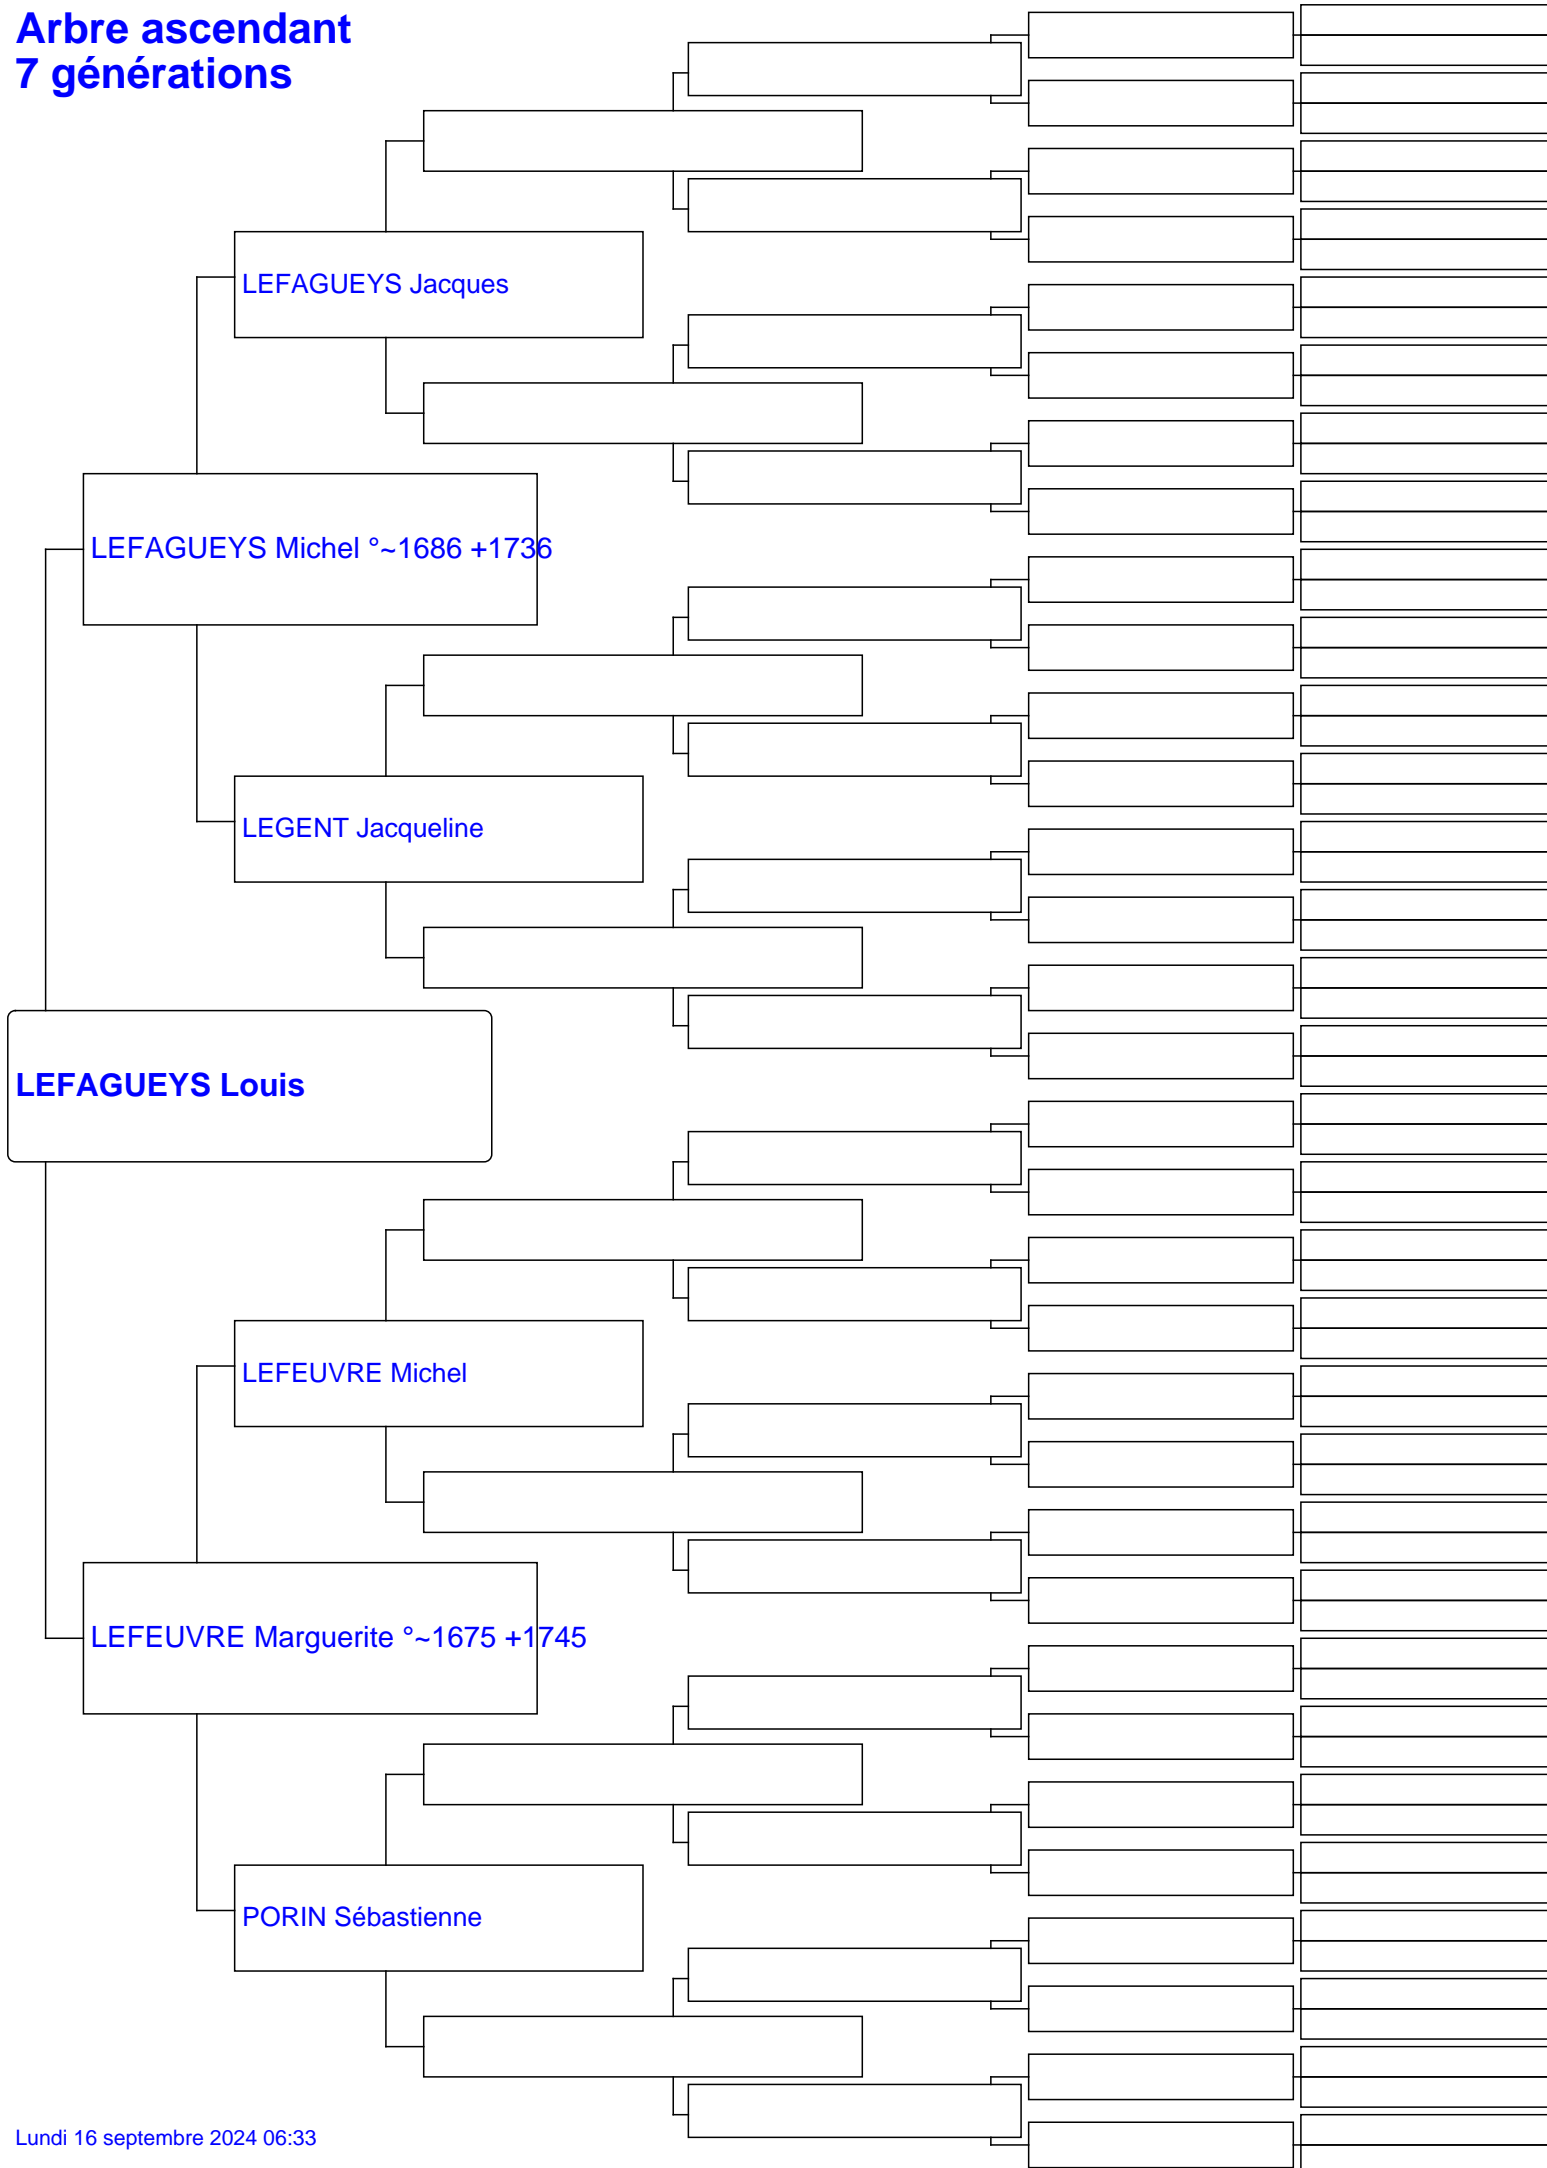 Arbre ascendant
7 générations
LEFAGUEYS Jacques
LEFAGUEYS Michel °~1686 +1736
LEGENT Jacqueline
LEFAGUEYS Louis
LEFEUVRE Michel
LEFEUVRE Marguerite °~1675 +1745
PORIN Sébastienne
Lundi 16 septembre 2024 06:33